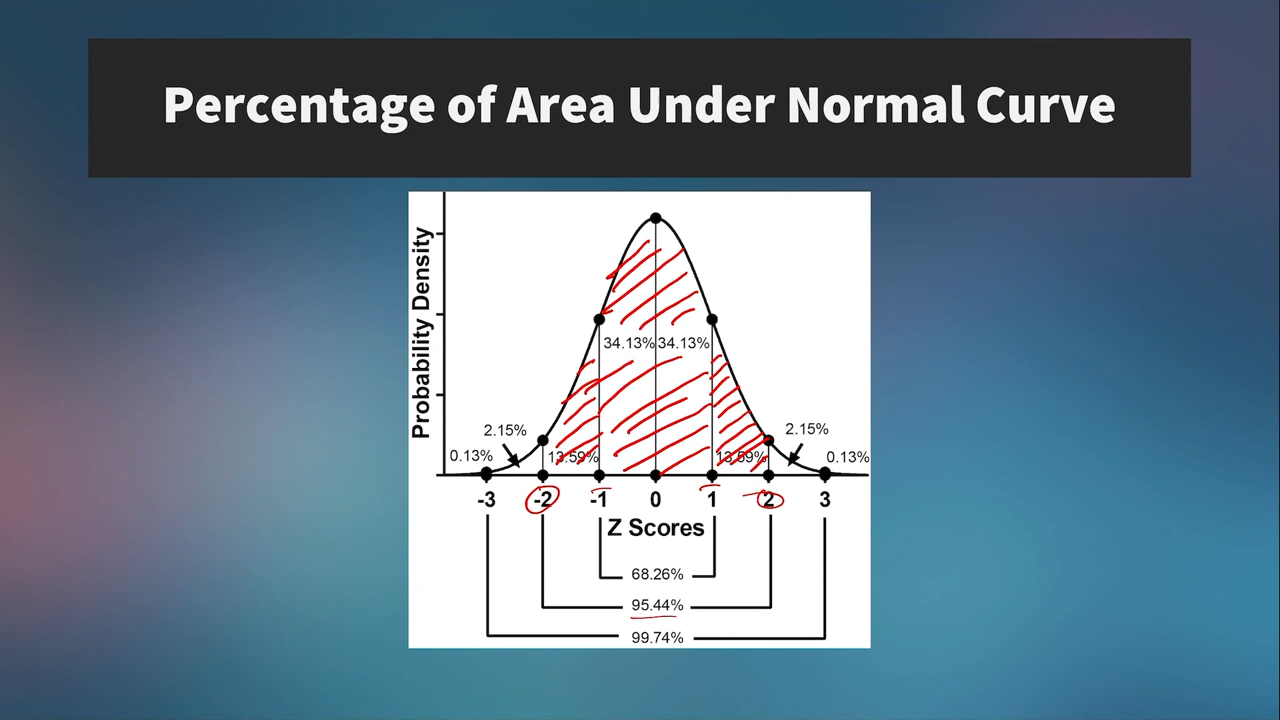 Percentage of Area Under Normal Curve
Probability Density
34.13% 34.13%
2.15% 2.15%
0.13% 13.59% 13.59% 0.13%
-3 -2 -1 0 1 2 3
Z Scores
68.26%
95.44%
99.74%